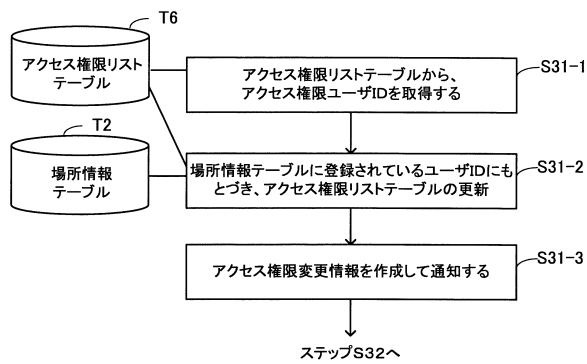 T6
アクセス権限リスト
テーブル
アクセス権限リストテーブルから、
アクセス権限ユーザIDを取得する
S31-1
T2
場所情報
テーブル
場所情報テーブルに登録されているユーザIDにも
とづき、アクセス権限リストテーブルの更新
S31-2
アクセス権限変更情報を作成して通知する
S31-3
ステップS32へ